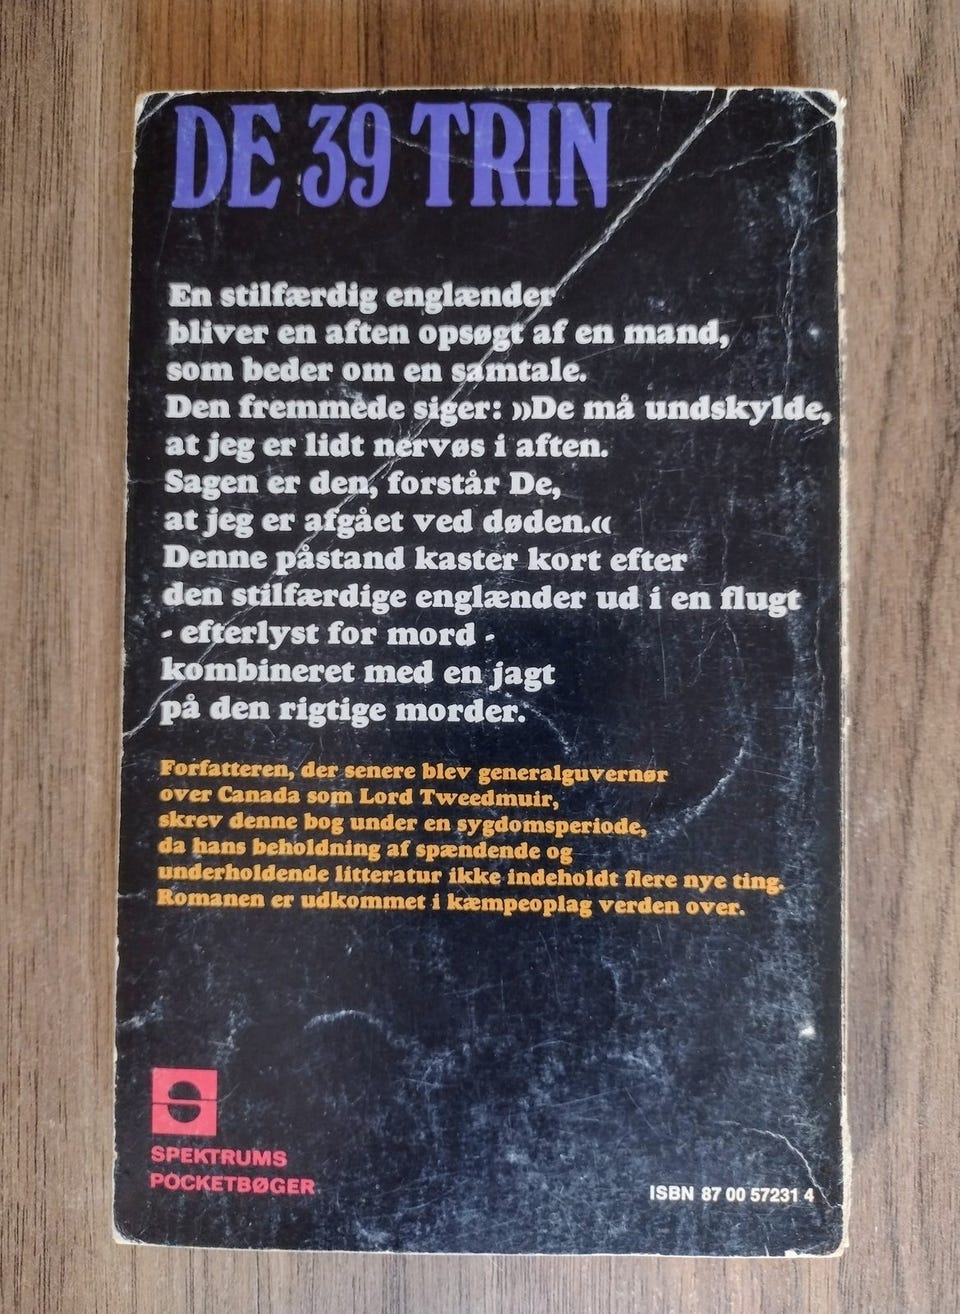 DE 39 TRIN
En stilfærdig englænder
bliver en aften opsøgt af en mand,
som beder om en samtale.
Den fremmede siger: »De må undskylde,
at jeg er lidt nervøs i aften.
Sagen er den, forstår De,
at jeg er afgået ved døden.«
Denne påstand kaster kort efter
den stilfærdige englænder ud i en flugt
- efterlyst for mord -
kombineret med en jagt
på den rigtige morder.
Forfatteren, der senere blev generalguvernør
over Canada som Lord Tweedmuir,
skrev denne bog under en sygdomsperiode,
da hans beholdning af spændende og
underholdende litteratur ikke indeholdt flere nye ting.
Romanen er udkommet i kæmpeoplag verden over.
SPEKTRUMS
POCKETBØGER
ISBN 87 00 57231 4